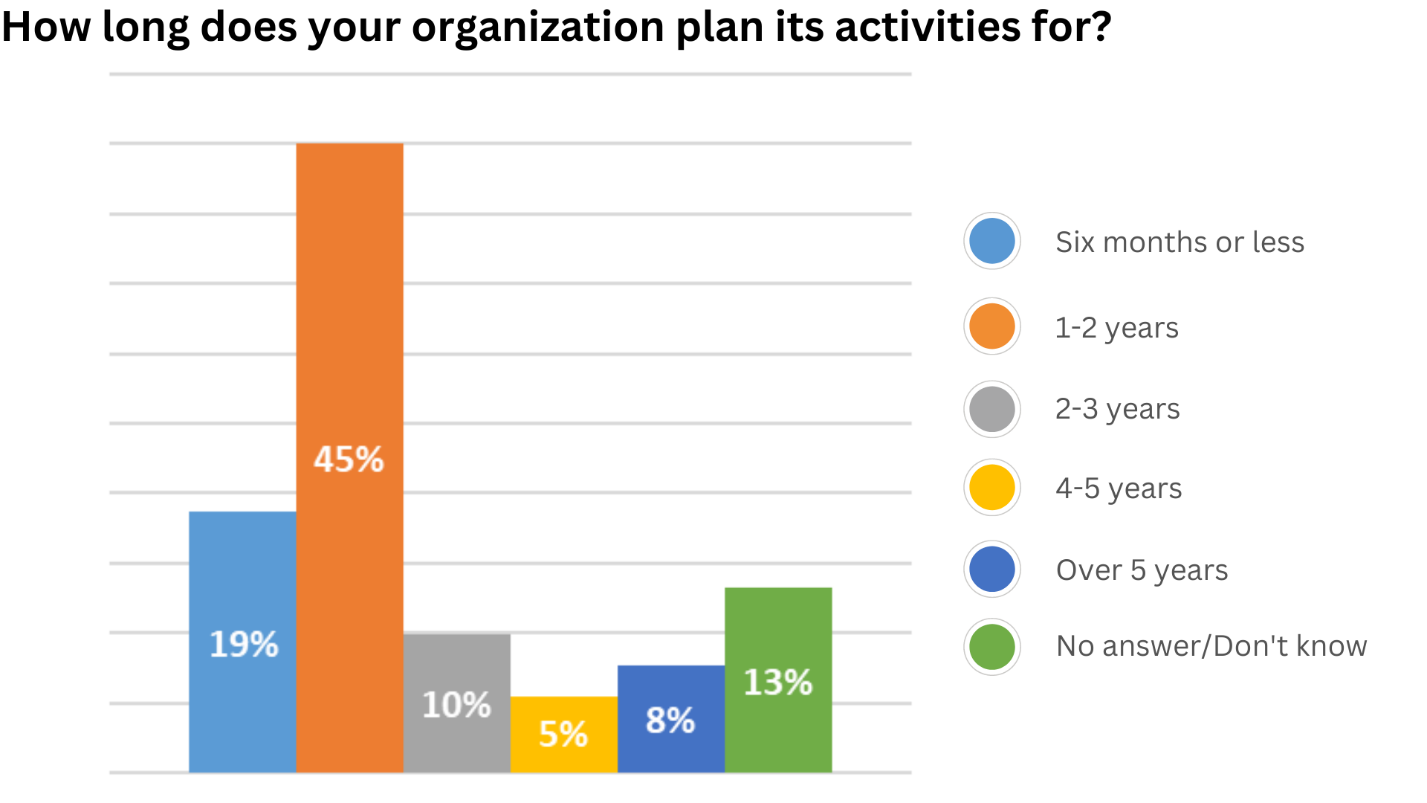 How long does your organization plan its activities for?
19%
45%
10%
5%
8%
13%
Six months or less
1-2 years
2-3 years
4-5 years
Over 5 years
No answer/Don't know